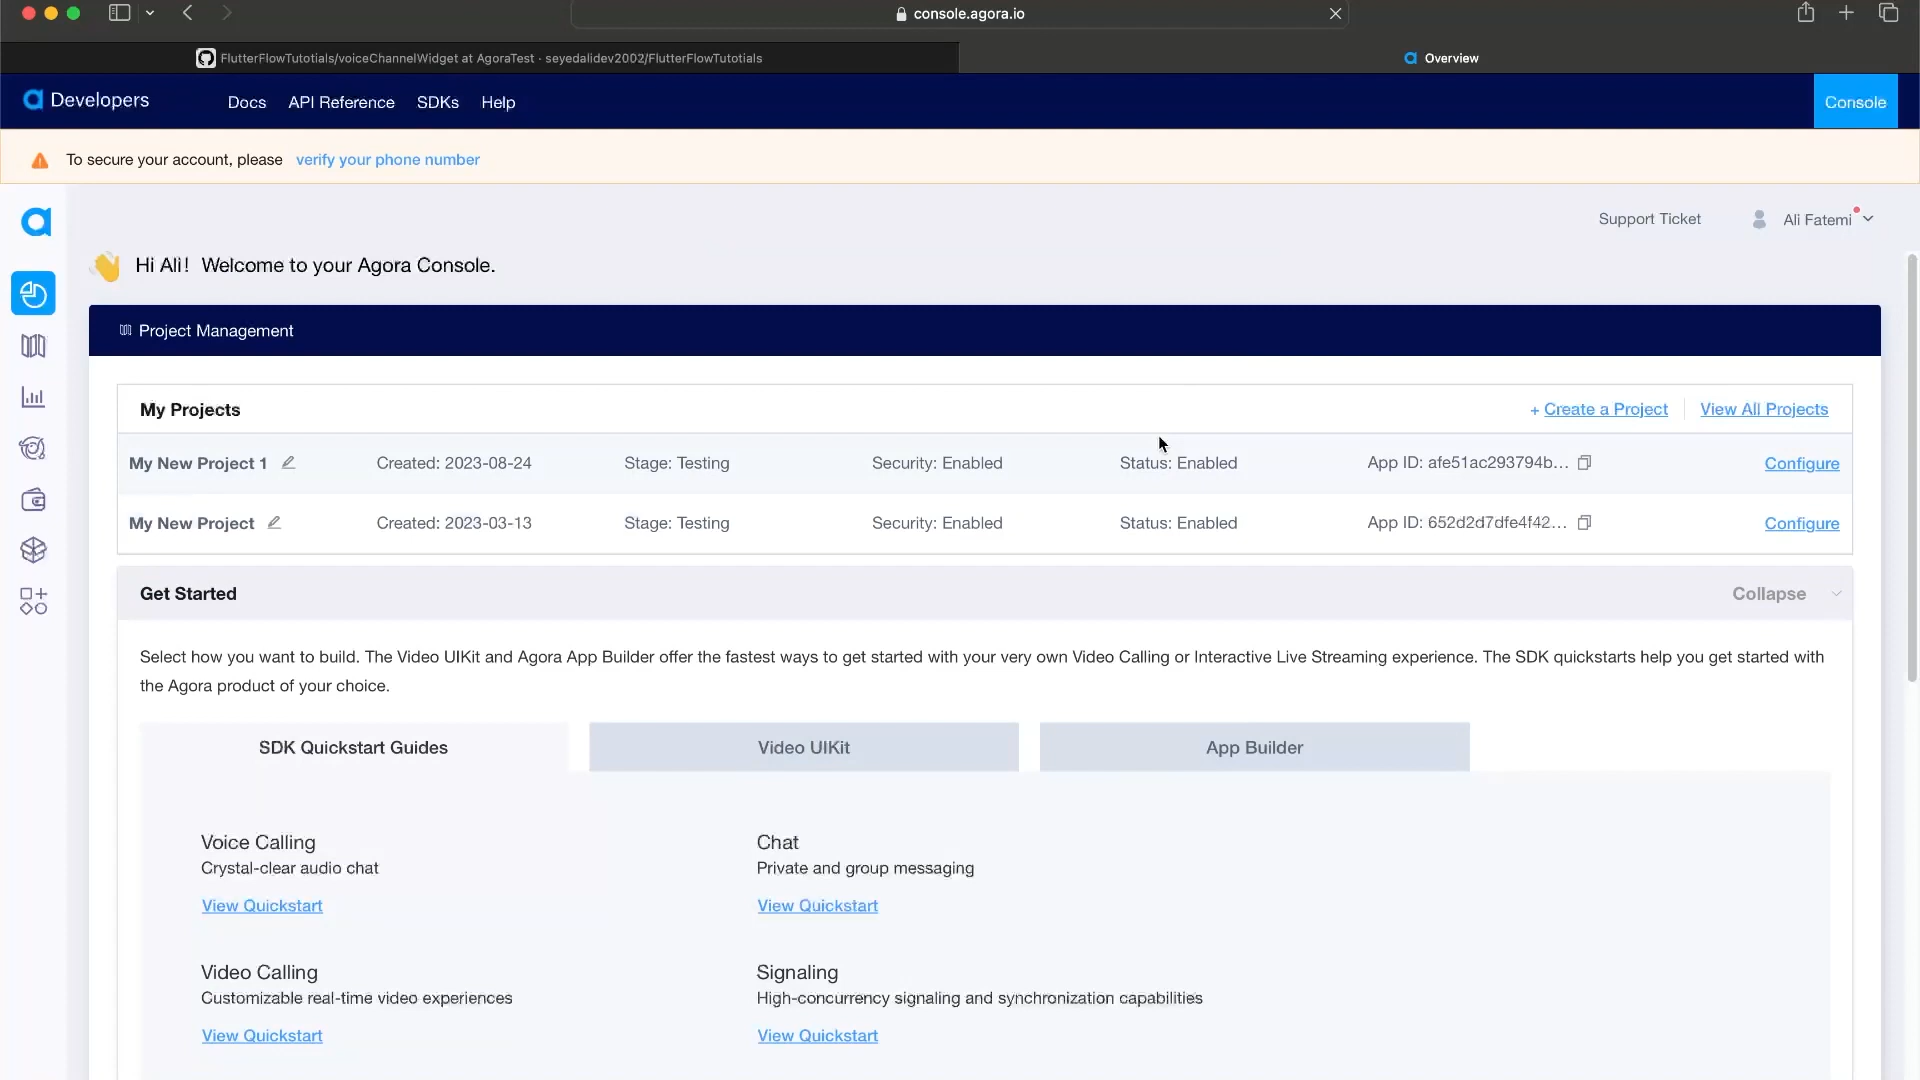 console.agora.io
FlutterFlowTutotials/voiceChannelWidget at AgoraTest · seyedalidev2002/FlutterFlowTutotials
Overview
Developers
Docs
API Reference
SDKs
Help
Console
To secure your account, please verify your phone number
Support Ticket
Ali Fatemi
Hi Ali! Welcome to your Agora Console.
Project Management
My Projects
+ Create a Project
View All Projects
My New Project 1
Created: 2023-08-24
Stage: Testing
Security: Enabled
Status: Enabled
App ID: afe51ac293794b...
Configure
My New Project
Created: 2023-03-13
Stage: Testing
Security: Enabled
Status: Enabled
App ID: 652d2d7dfe4f42...
Configure
Get Started
Collapse
Select how you want to build. The Video UIKit and Agora App Builder offer the fastest ways to get started with your very own Video Calling or Interactive Live Streaming experience. The SDK quickstarts help you get started with
the Agora product of your choice.
SDK Quickstart Guides
Video UIKit
App Builder
Voice Calling
Crystal-clear audio chat
View Quickstart
Chat
Private and group messaging
View Quickstart
Video Calling
Customizable real-time video experiences
View Quickstart
Signaling
High-concurrency signaling and synchronization capabilities
View Quickstart